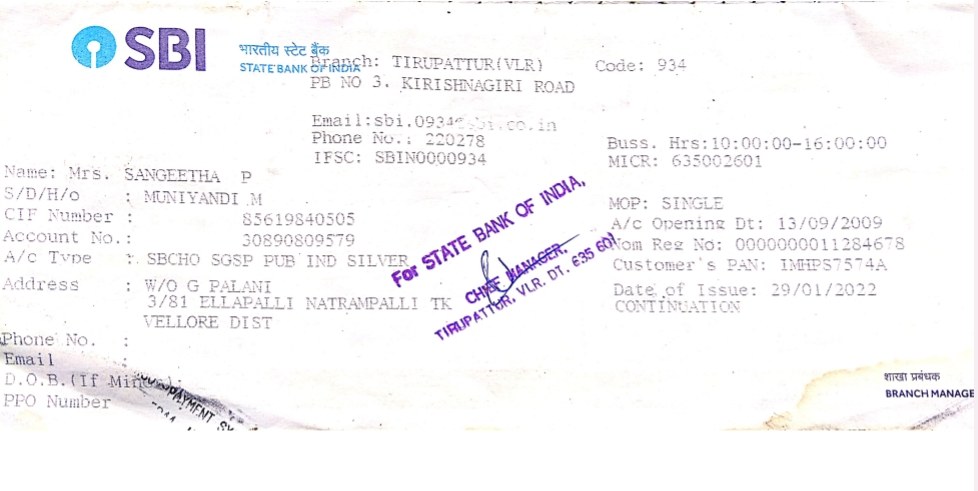 SBI
भारतीय स्टेट बैंक
STATE BANK OF INDIA
Branch: TIRUPATTUR(VLR) Code: 934
PB NO 3. KIRISHNAGIRI ROAD
Email:sbi.0934@sbi.co.in
Phone No.: 220278 Buss. Hrs:10:00:00-16:00:00
IFSC: SBIN0000934 MICR: 635002601
Name: Mrs. SANGEETHA P
S/D/H/o : MUNIYANDI M MOP: SINGLE
CIF Number : 85619840505 A/c Opening Dt: 13/09/2009
Account No.: 30890809579 Nom Reg No: 0000000011284678
A/c Type : SBCHO SGSP PUB IND SILVER Customer's PAN: IMHPS7574A
Address : W/O G PALANI Date of Issue: 29/01/2022
3/81 ELLAPALLI NATRAMPALLI TK CONTINUATION
VELLORE DIST
For STATE BANK OF INDIA,
CHIEF MANAGER,
TIRUPATTUR, VLR. DT. 635 601
Phone No. :
Email :
D.O.B.(If Minor):
PPO Number
PAYMENT
शाखा प्रबंधक
BRANCH MANAGE